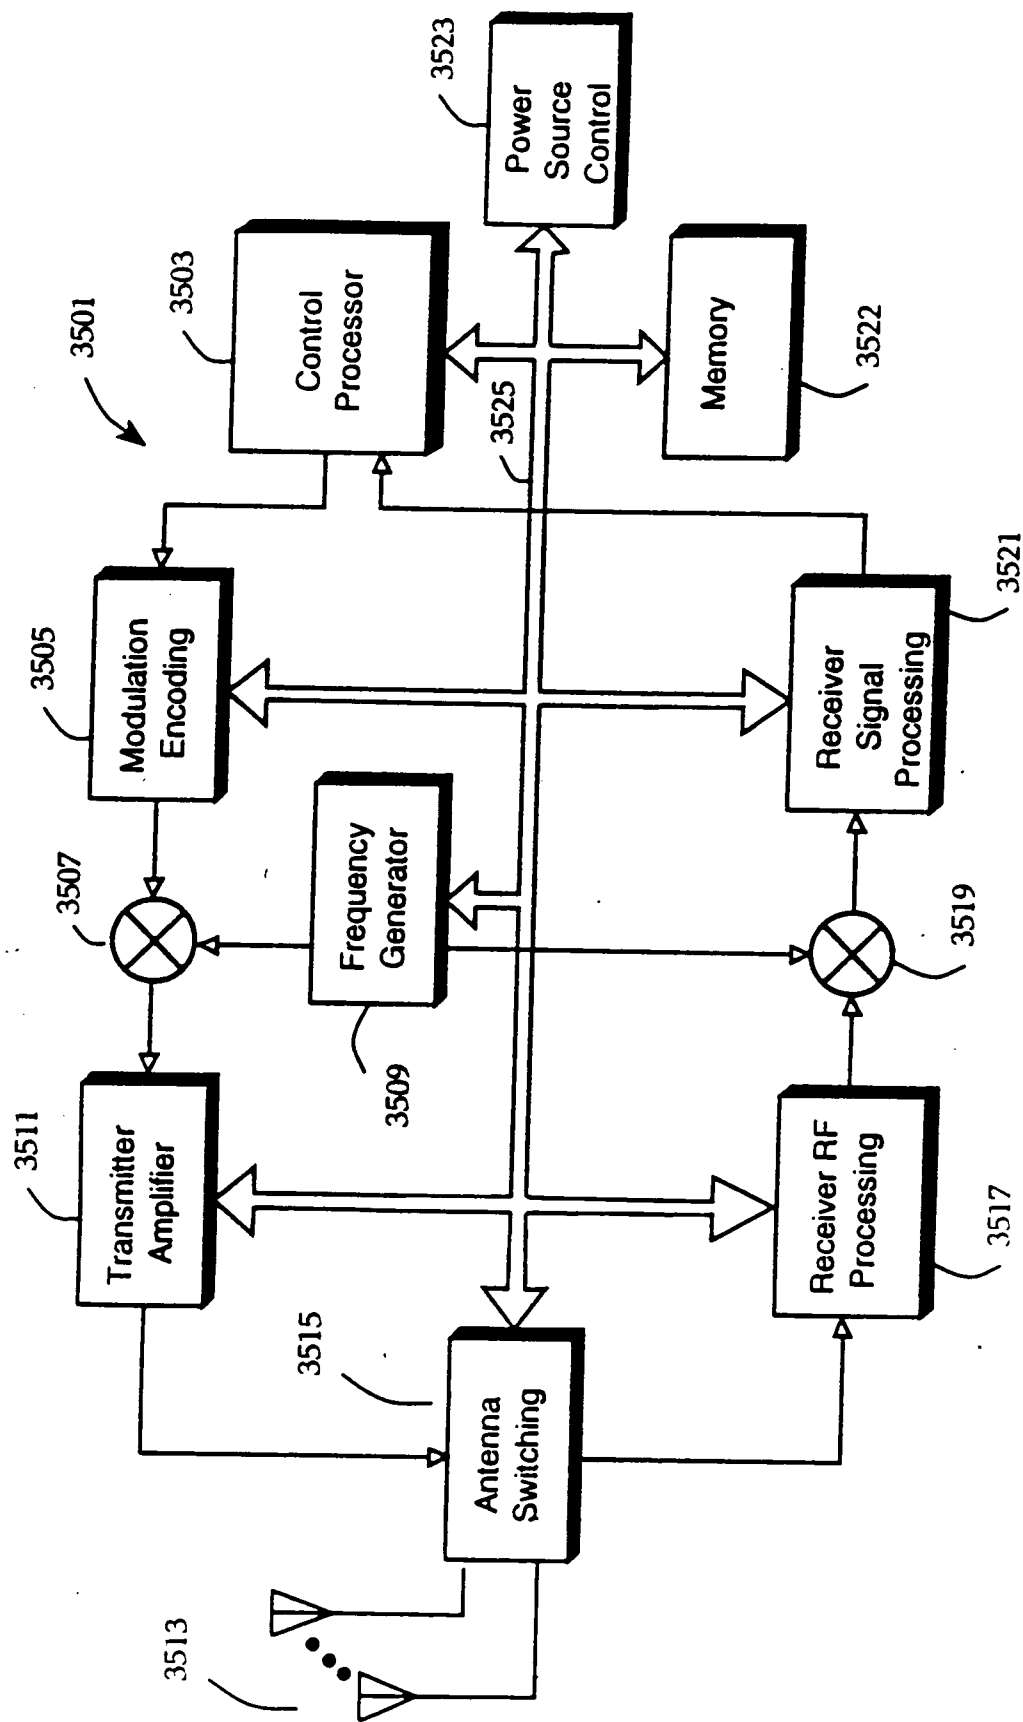 3501
3503
Control
Processor
3523
Power
Source
Control
3505
Modulation
Encoding
3507
3511
Transmitter
Amplifier
Frequency
Generator
3509
3525
Memory
3522
3515
Antenna
Switching
3513
Receiver RF
Processing
3517
3519
Receiver
Signal
Processing
3521